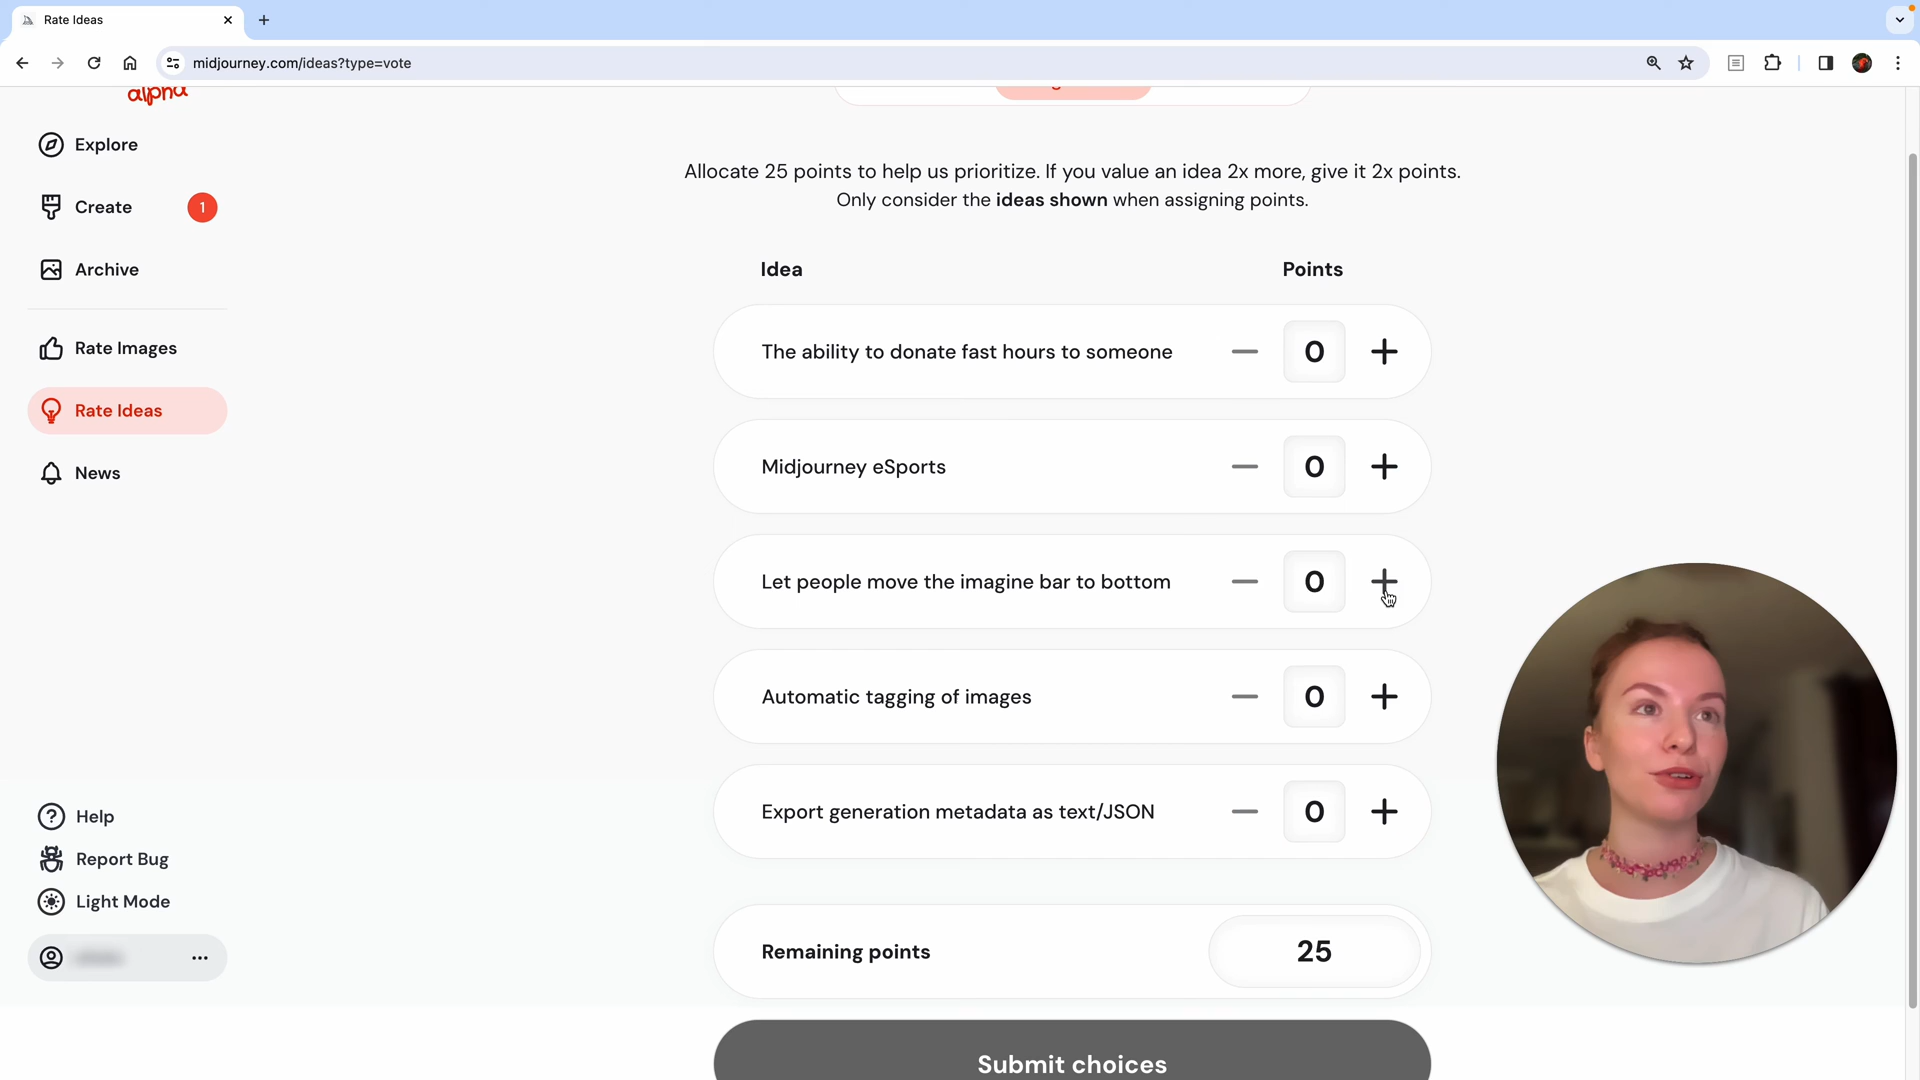 Rate Ideas
midjourney.com/ideas?type=vote
alpha
Explore
Create 1
Archive
Rate Images
Rate Ideas
News
Help
Report Bug
Light Mode
Allocate 25 points to help us prioritize. If you value an idea 2x more, give it 2x points.
Only consider the ideas shown when assigning points.
Idea Points
The ability to donate fast hours to someone 0
Midjourney eSports 0
Let people move the imagine bar to bottom 0
Automatic tagging of images 0
Export generation metadata as text/JSON 0
Remaining points 25
Submit choices